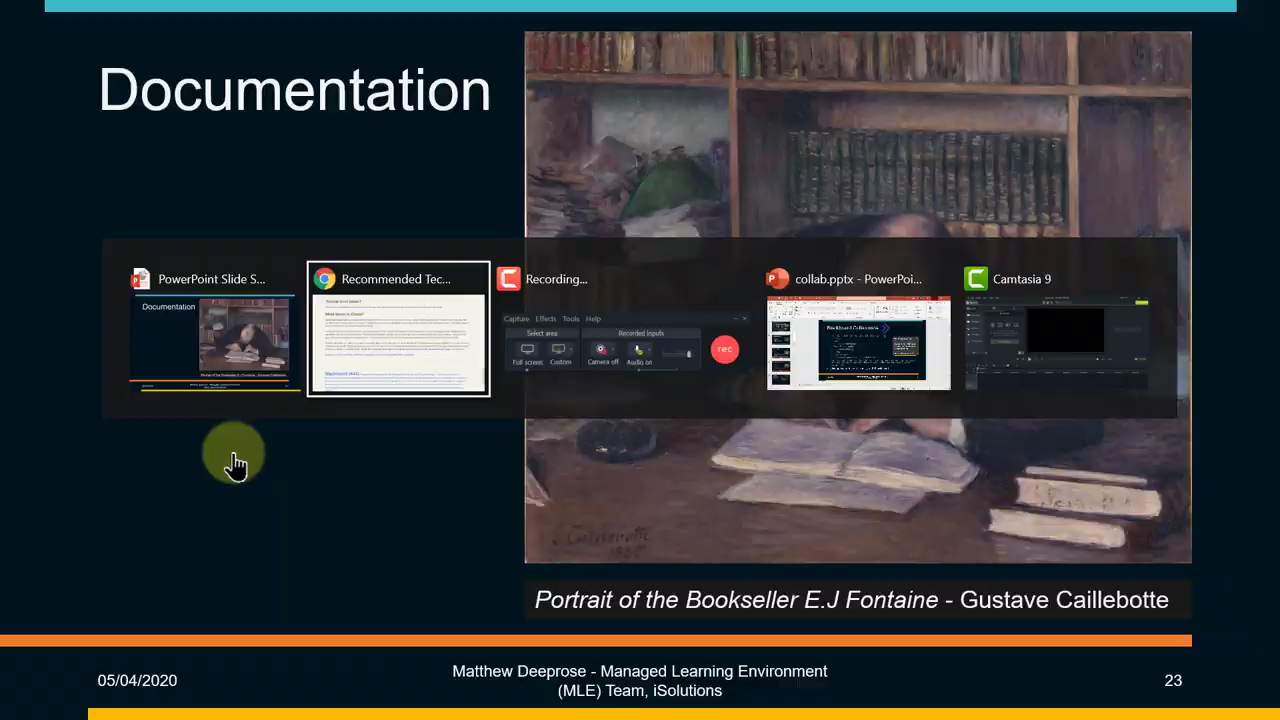 Documentation
PowerPoint Slide S...
Recommended Tec...
Recording...
collab.pptx - PowerPoi...
Camtasia 9
Documentation
Capture Effects Tools Help
Select area
Recorded inputs
Full screen
Custom
Camera off
Audio on
rec
Portrait of the Bookseller E.J Fontaine - Gustave Caillebotte
05/04/2020
Matthew Deeprose - Managed Learning Environment
(MLE) Team, iSolutions
23